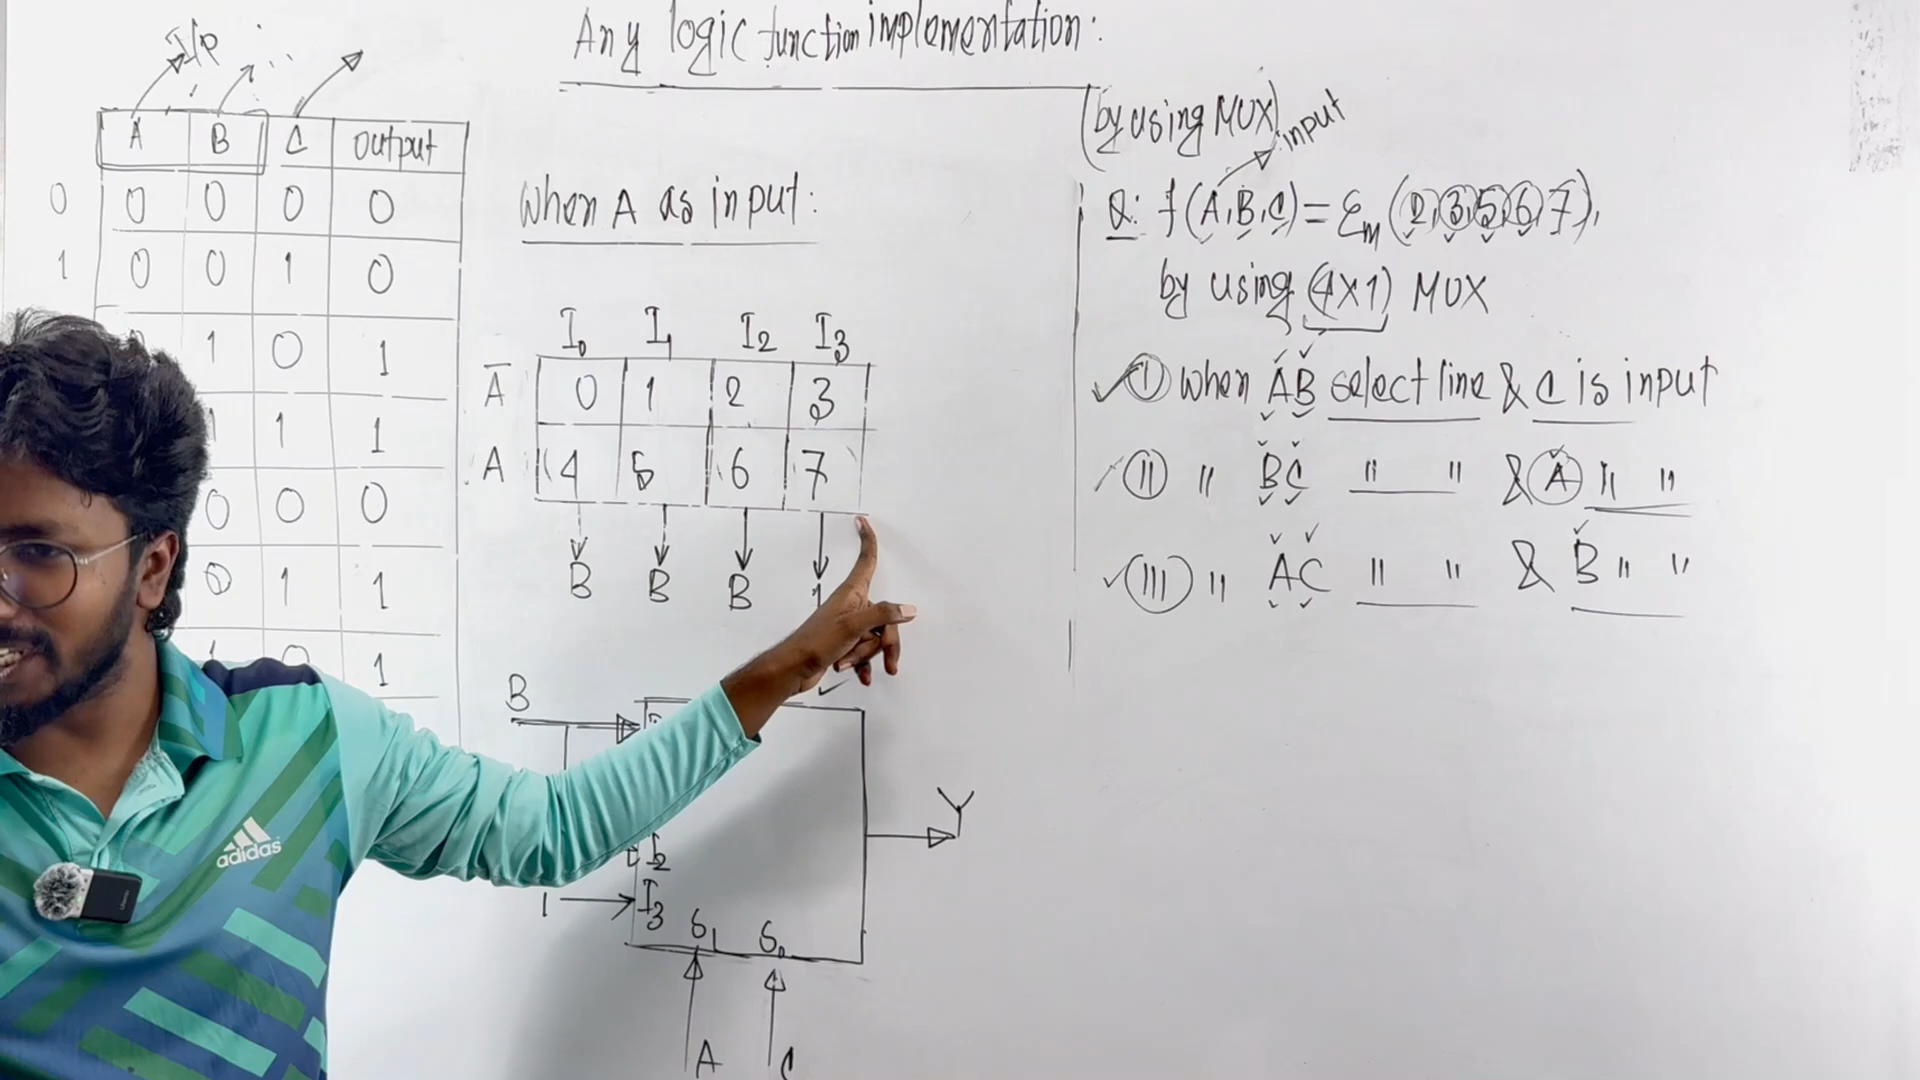 Any logic function implementation:
(by using MUX)
I/p
A B C output
0 0 0 0 0
1 0 0 1 0
1 0 1
1 1 1
0 0 0
0 1 1
0 1
When A as input:
I0 I1 I2 I3
A̅ 0 1 2 3
A 4 5 6 7
B B B 1
B
I2
1 I3
S1 S0
A C
Y
input
Q: f(A,B,C) = Σm (2,3,5,6,7),
by using (4x1) MUX
(I) when AB select line & C is input
(II) " BC " " & A " "
(III) " AC " " & B " "
adidas